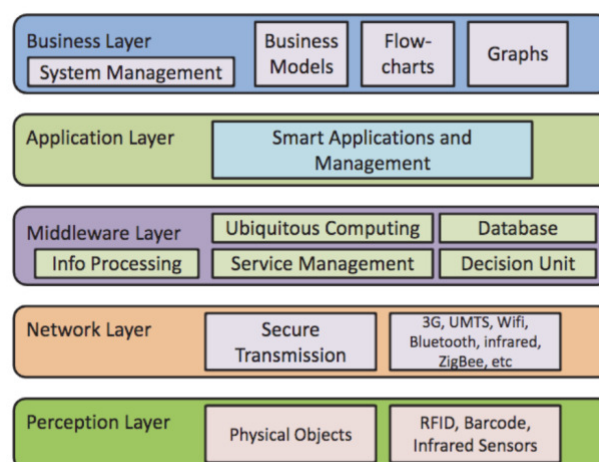 Business Layer
System Management
Business
Models
Flow-
charts
Graphs
Application Layer
Smart Applications and
Management
Middleware Layer
Ubiquitous Computing
Database
Info Processing
Service Management
Decision Unit
Network Layer
Secure
Transmission
3G, UMTS, Wifi,
Bluetooth, infrared,
ZigBee, etc
Perception Layer
Physical Objects
RFID, Barcode,
Infrared Sensors